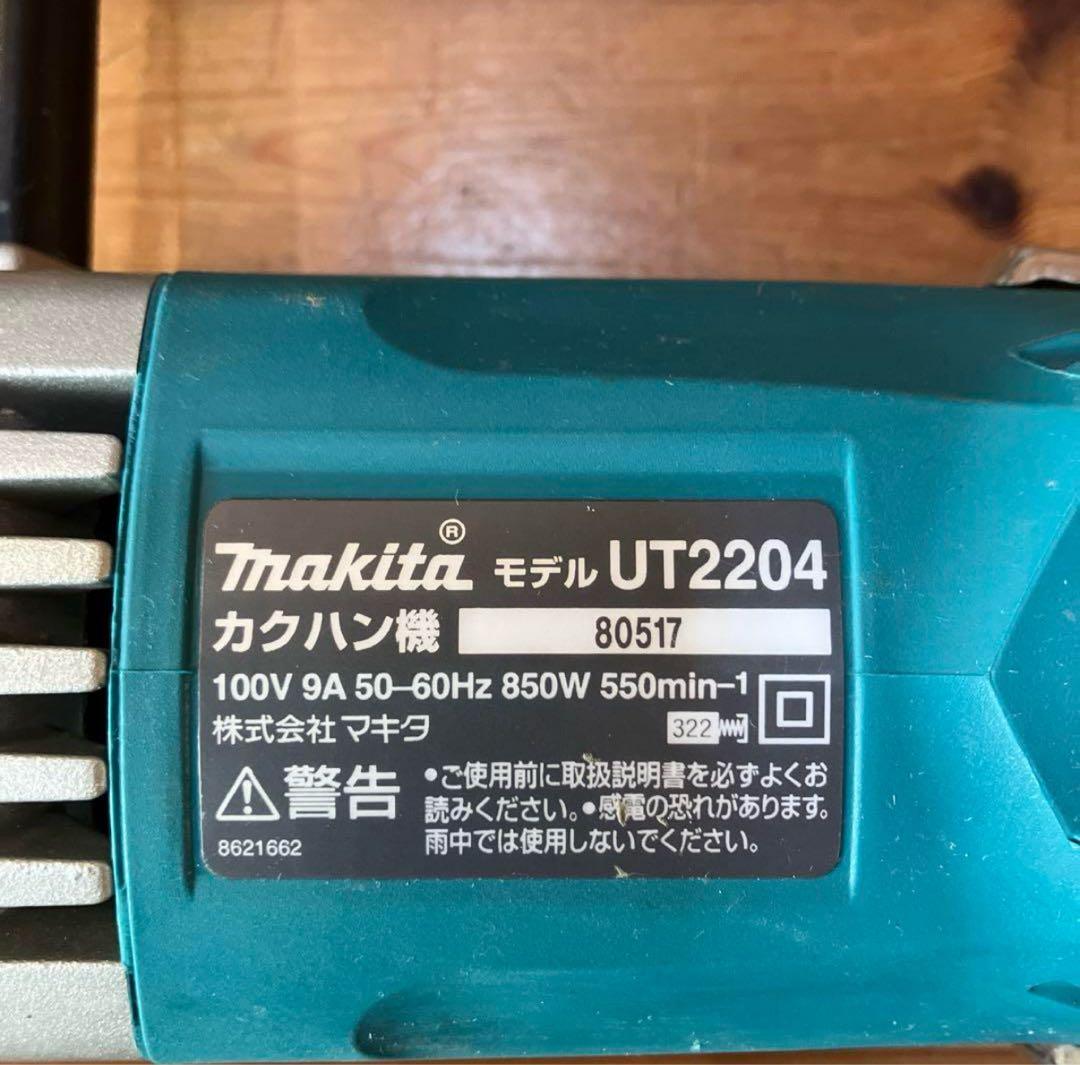 makita® モデル UT2204
カクハン機 80517
100V 9A 50–60Hz 850W 550min–1
株式会社 マキタ 322
警告 •ご使用前に取扱説明書を必ずよくお
読みください。•感電の恐れがあります。
雨中では使用しないでください。
8621662